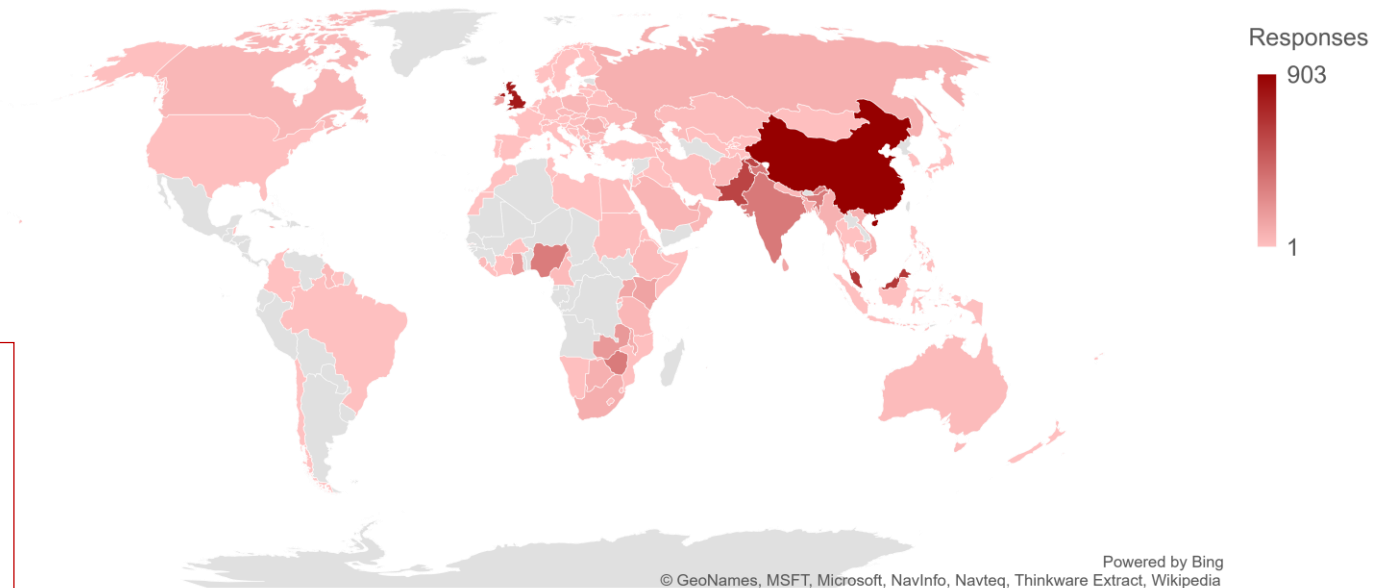 Responses
903
1
Powered by Bing
© GeoNames, MSFT, Microsoft, NavInfo, Navteq, Thinkware Extract, Wikipedia